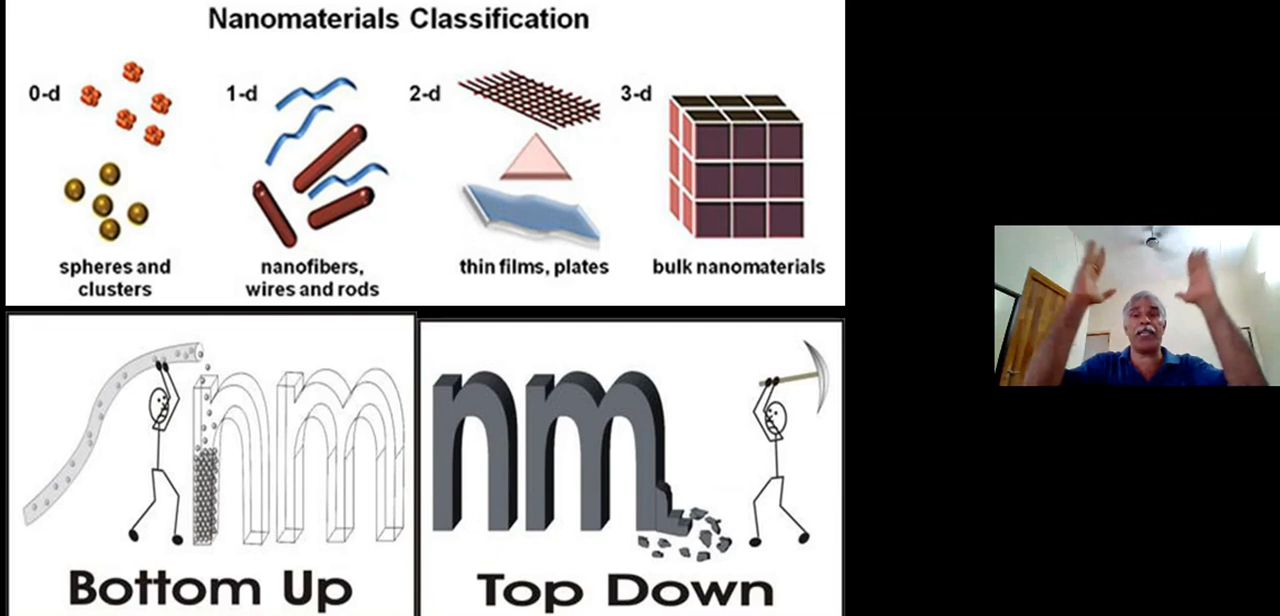 Nanomaterials Classification
0-d
1-d
2-d
3-d
spheres and
clusters
nanofibers,
wires and rods
thin films, plates
bulk nanomaterials
nm
nm
Bottom Up
Top Down